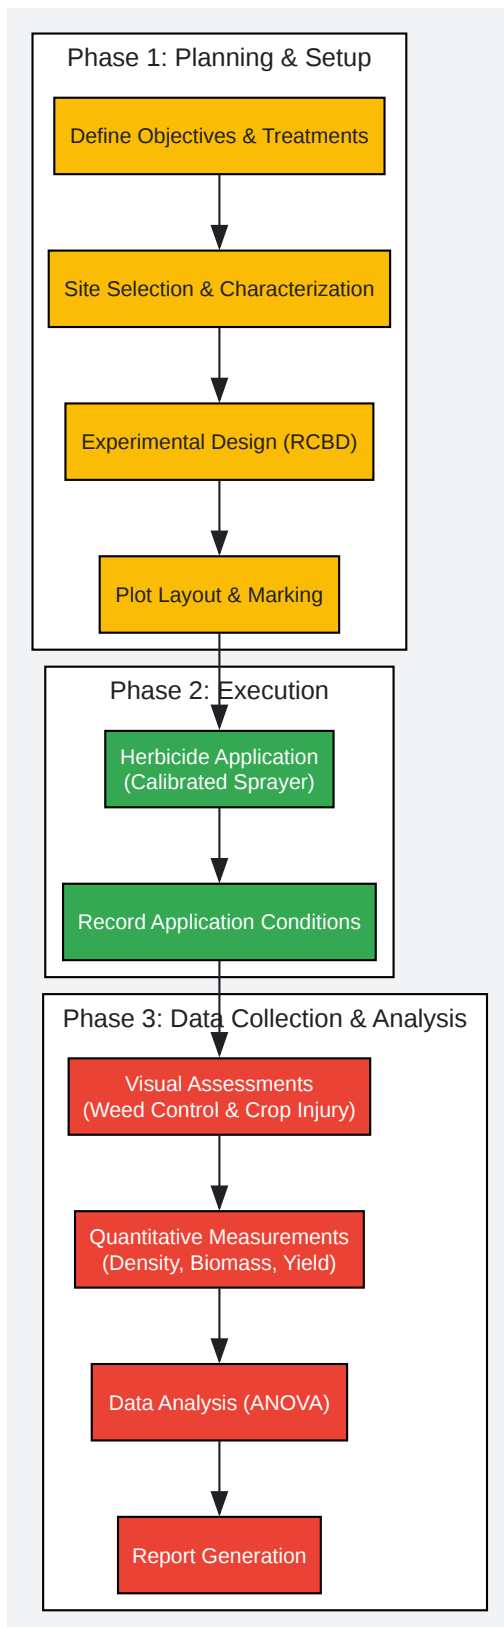 Phase 1: Planning & Setup
Define Objectives & Treatments
Site Selection & Characterization
Experimental Design (RCBD)
Plot Layout & Marking
Phase 2: Execution
Herbicide Application
(Calibrated Sprayer)
Record Application Conditions
Phase 3: Data Collection & Analysis
Visual Assessments
(Weed Control & Crop Injury)
Quantitative Measurements
(Density, Biomass, Yield)
Data Analysis (ANOVA)
Report Generation